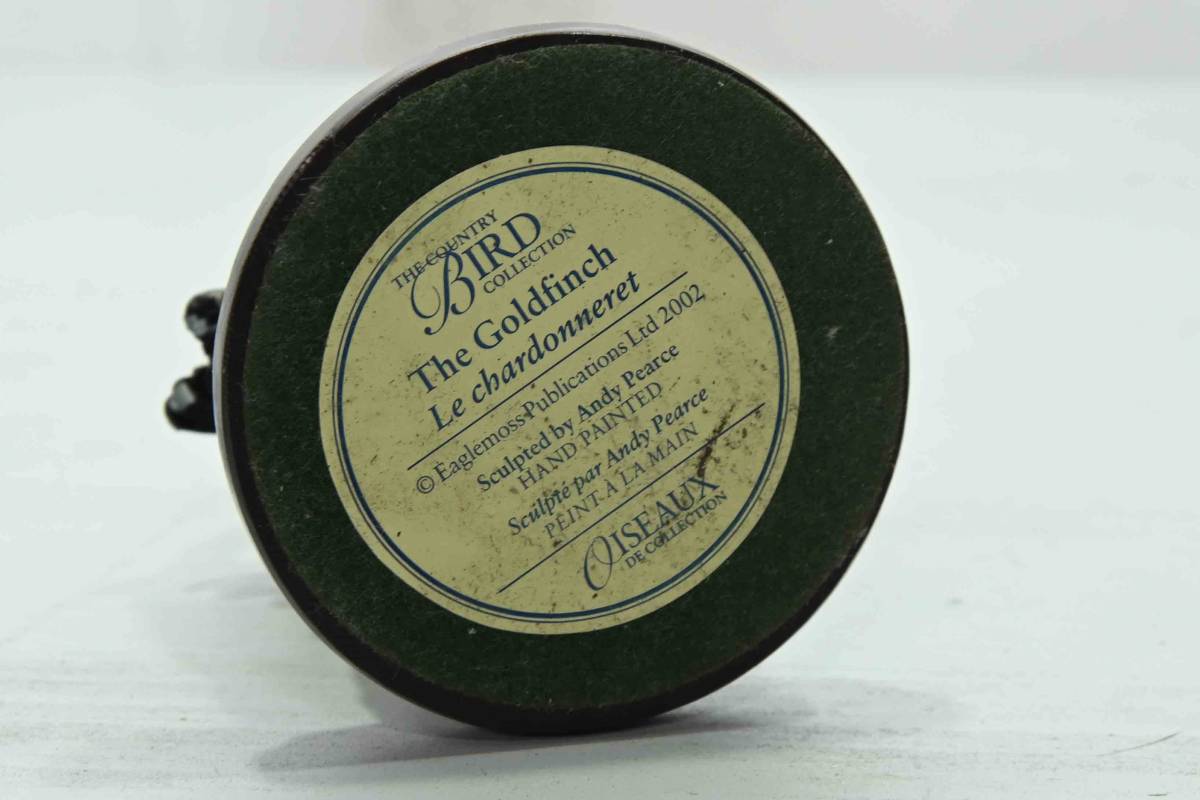 THE COUNTRY
BIRD
COLLECTION
The Goldfinch
Le chardonneret
© Eaglemoss Publications Ltd 2002
Sculpted by Andy Pearce
HAND PAINTED
Sculpté par Andy Pearce
PEINT À LA MAIN
OISEAUX
DE COLLECTION